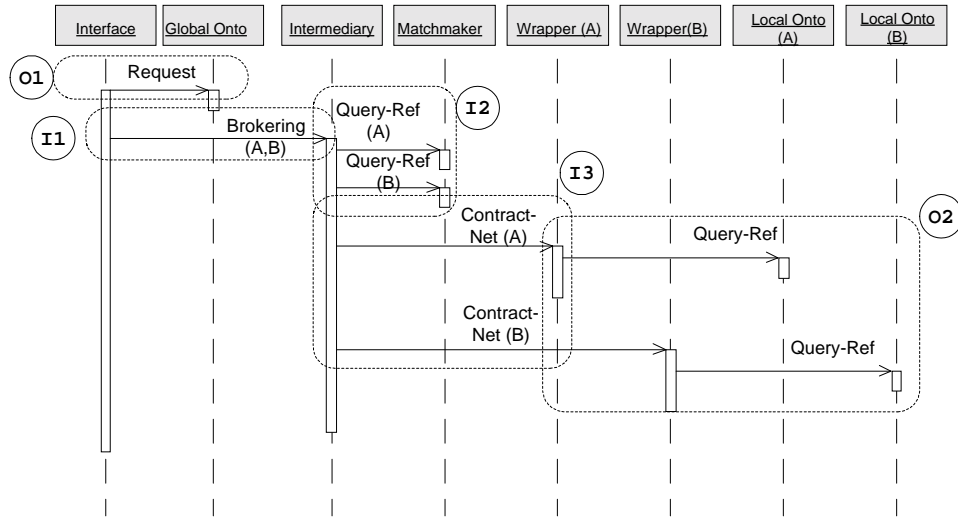 Interface
Global Onto
Intermediary
Matchmaker
Wrapper (A)
Wrapper(B)
Local Onto
(A)
Local Onto
(B)
O1
Request
I1
Brokering
(A,B)
Query-Ref
(A)
I2
Query-Ref
(B)
I3
Contract-
Net (A)
Query-Ref
O2
Contract-
Net (B)
Query-Ref